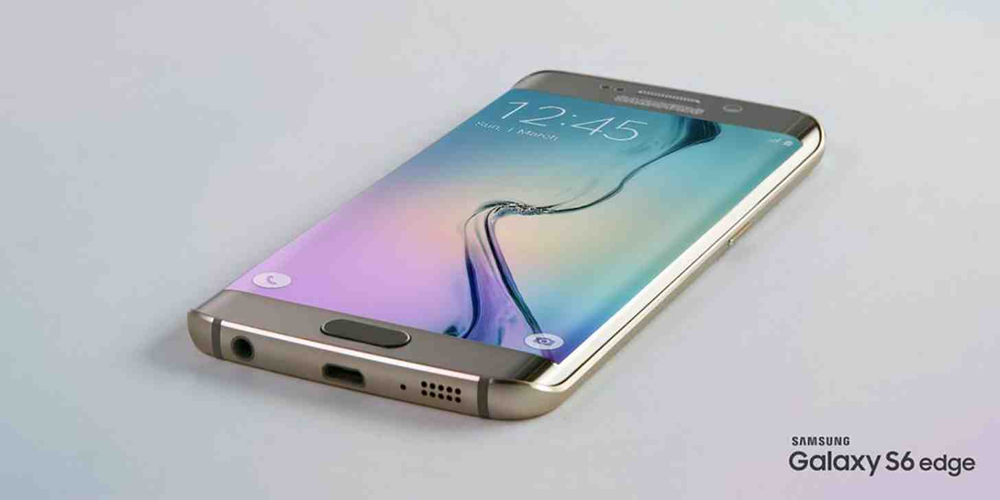 12:45
Sun, 1 March
SAMSUNG
Galaxy S6 edge